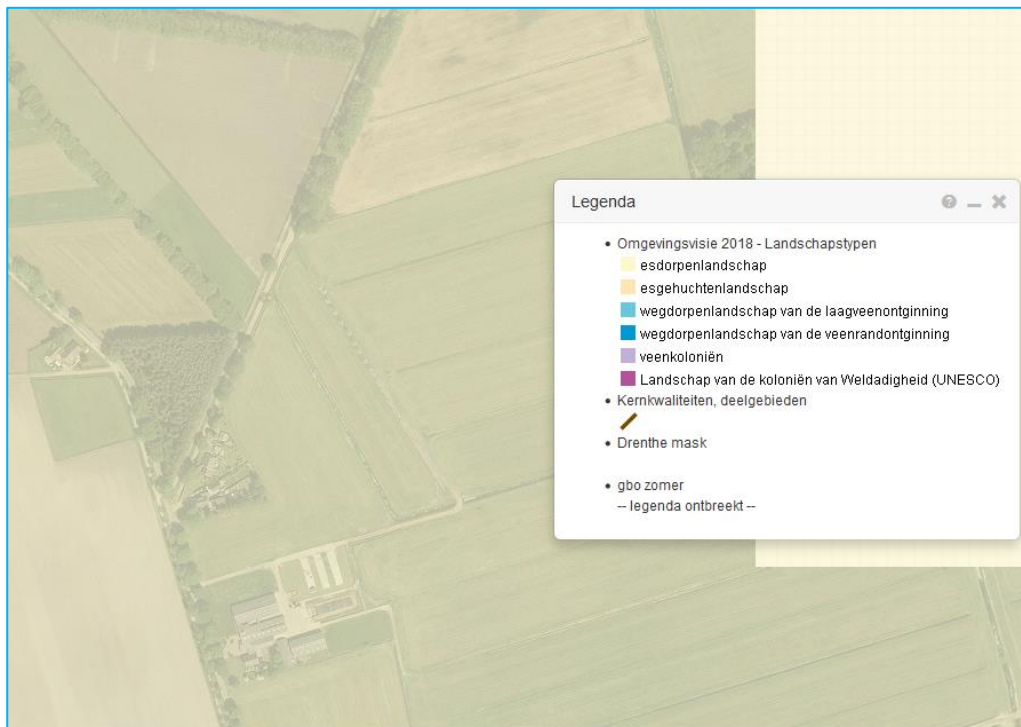 Legenda
Omgevingsvisie 2018 - Landschapstypen
esdorpenlandschap
esgehuchtenlandschap
wegdorpenlandschap van de laagveenontginning
wegdorpenlandschap van de veenrandontginning
veenkoloniën
Landschap van de koloniën van Weldadigheid (UNESCO)
Kernkwaliteiten, deelgebieden
Drenthe mask
gbo zomer
-- legenda ontbreekt --